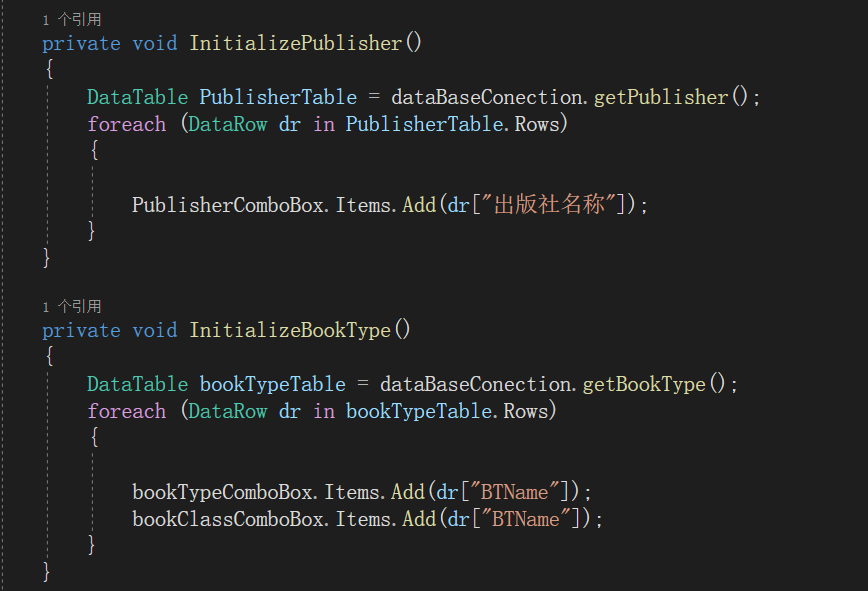 1 个引用
private void InitializePublisher()
{
DataTable PublisherTable = dataBaseConection.getPublisher();
foreach (DataRow dr in PublisherTable.Rows)
{
PublisherComboBox.Items.Add(dr["出版社名称"]);
}
}
1 个引用
private void InitializeBookType()
{
DataTable bookTypeTable = dataBaseConection.getBookType();
foreach (DataRow dr in bookTypeTable.Rows)
{
bookTypeComboBox.Items.Add(dr["BTName"]);
bookClassComboBox.Items.Add(dr["BTName"]);
}
}